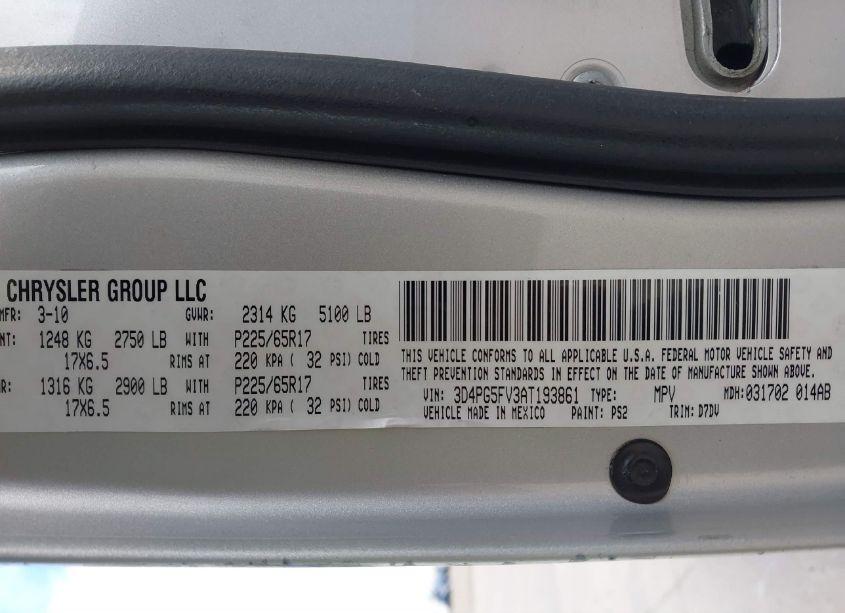 CHRYSLER GROUP LLC
MFR: 3-10 GVWR: 2314 KG 5100 LB
1248 KG 2750 LB WITH P225/65R17 TIRES
17X6.5 RIMS AT 220 KPA ( 32 PSI) COLD
1316 KG 2900 LB WITH P225/65R17 TIRES
17X6.5 RIMS AT 220 KPA ( 32 PSI) COLD
THIS VEHICLE CONFORMS TO ALL APPLICABLE U.S.A. FEDERAL MOTOR VEHICLE SAFETY AND
THEFT PREVENTION STANDARDS IN EFFECT ON THE DATE OF MANUFACTURE SHOWN ABOVE.
VIN: 3D4PG5FV3AT193861 TYPE: MPV MDH:031702 014AB
VEHICLE MADE IN MEXICO PAINT: PS2 TRIM: D7DV